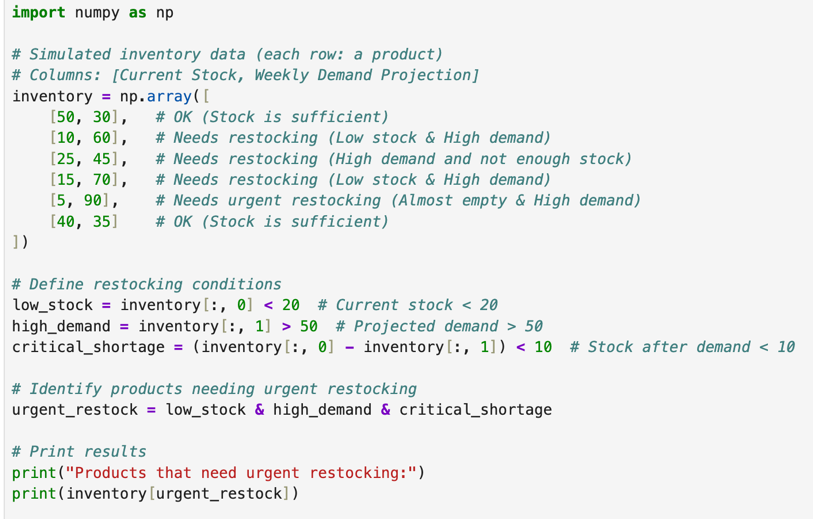 import numpy as np

# Simulated inventory data (each row: a product)
# Columns: [Current Stock, Weekly Demand Projection]
inventory = np.array([
    [50, 30],   # OK (Stock is sufficient)
    [10, 60],   # Needs restocking (Low stock & High demand)
    [25, 45],   # Needs restocking (High demand and not enough stock)
    [15, 70],   # Needs restocking (Low stock & High demand)
    [5, 90],    # Needs urgent restocking (Almost empty & High demand)
    [40, 35]    # OK (Stock is sufficient)
])

# Define restocking conditions
low_stock = inventory[:, 0] < 20  # Current stock < 20
high_demand = inventory[:, 1] > 50  # Projected demand > 50
critical_shortage = (inventory[:, 0] - inventory[:, 1]) < 10  # Stock after demand < 10

# Identify products needing urgent restocking
urgent_restock = low_stock & high_demand & critical_shortage

# Print results
print("Products that need urgent restocking:")
print(inventory[urgent_restock])